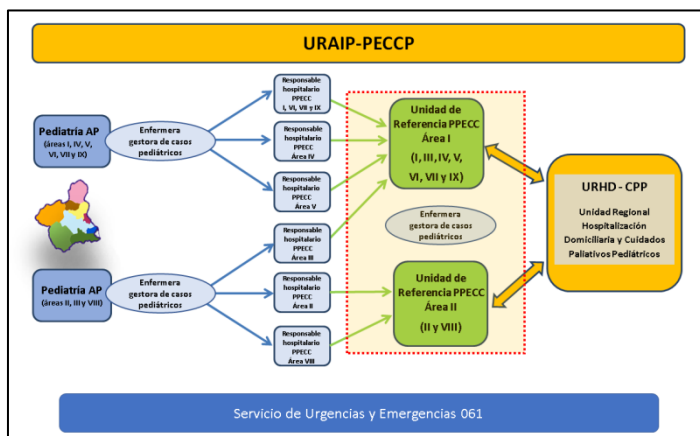 URAIP-PECCP
Pediatría AP
(áreas I, IV, V,
VI, VII y IX)
Enfermera
gestora de casos
pediátricos
Responsable
hospitalario
PPECC
I, VI, VII y IX
Responsable
hospitalario
PPECC
Área IV
Responsable
hospitalario
PPECC
Área V
Pediatría AP
(áreas II, III y VIII)
Enfermera
gestora de casos
pediátricos
Responsable
hospitalario
PPECC
Área III
Responsable
hospitalario
PPECC
Área II
Responsable
hospitalario
PPECC
Área VIII
Unidad de
Referencia PPECC
Área I
(I, III, IV, V,
VI, VII y IX)
Enfermera
gestora de casos
pediátricos
Unidad de
Referencia PPECC
Área II
(II y VIII)
URHD - CPP
Unidad Regional
Hospitalización
Domiciliaria y Cuidados
Paliativos Pediátricos
Servicio de Urgencias y Emergencias 061